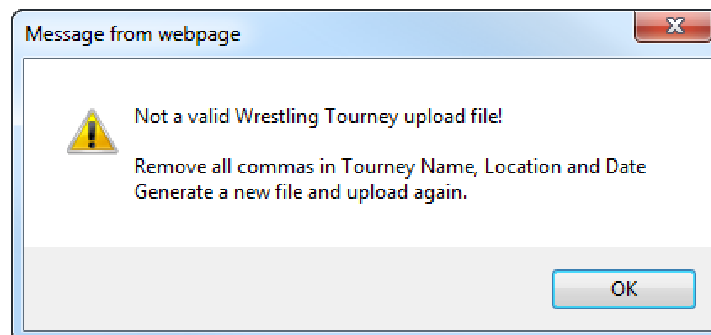 Message from webpage
Not a valid Wrestling Tourney upload file!
Remove all commas in Tourney Name, Location and Date
Generate a new file and upload again.
OK